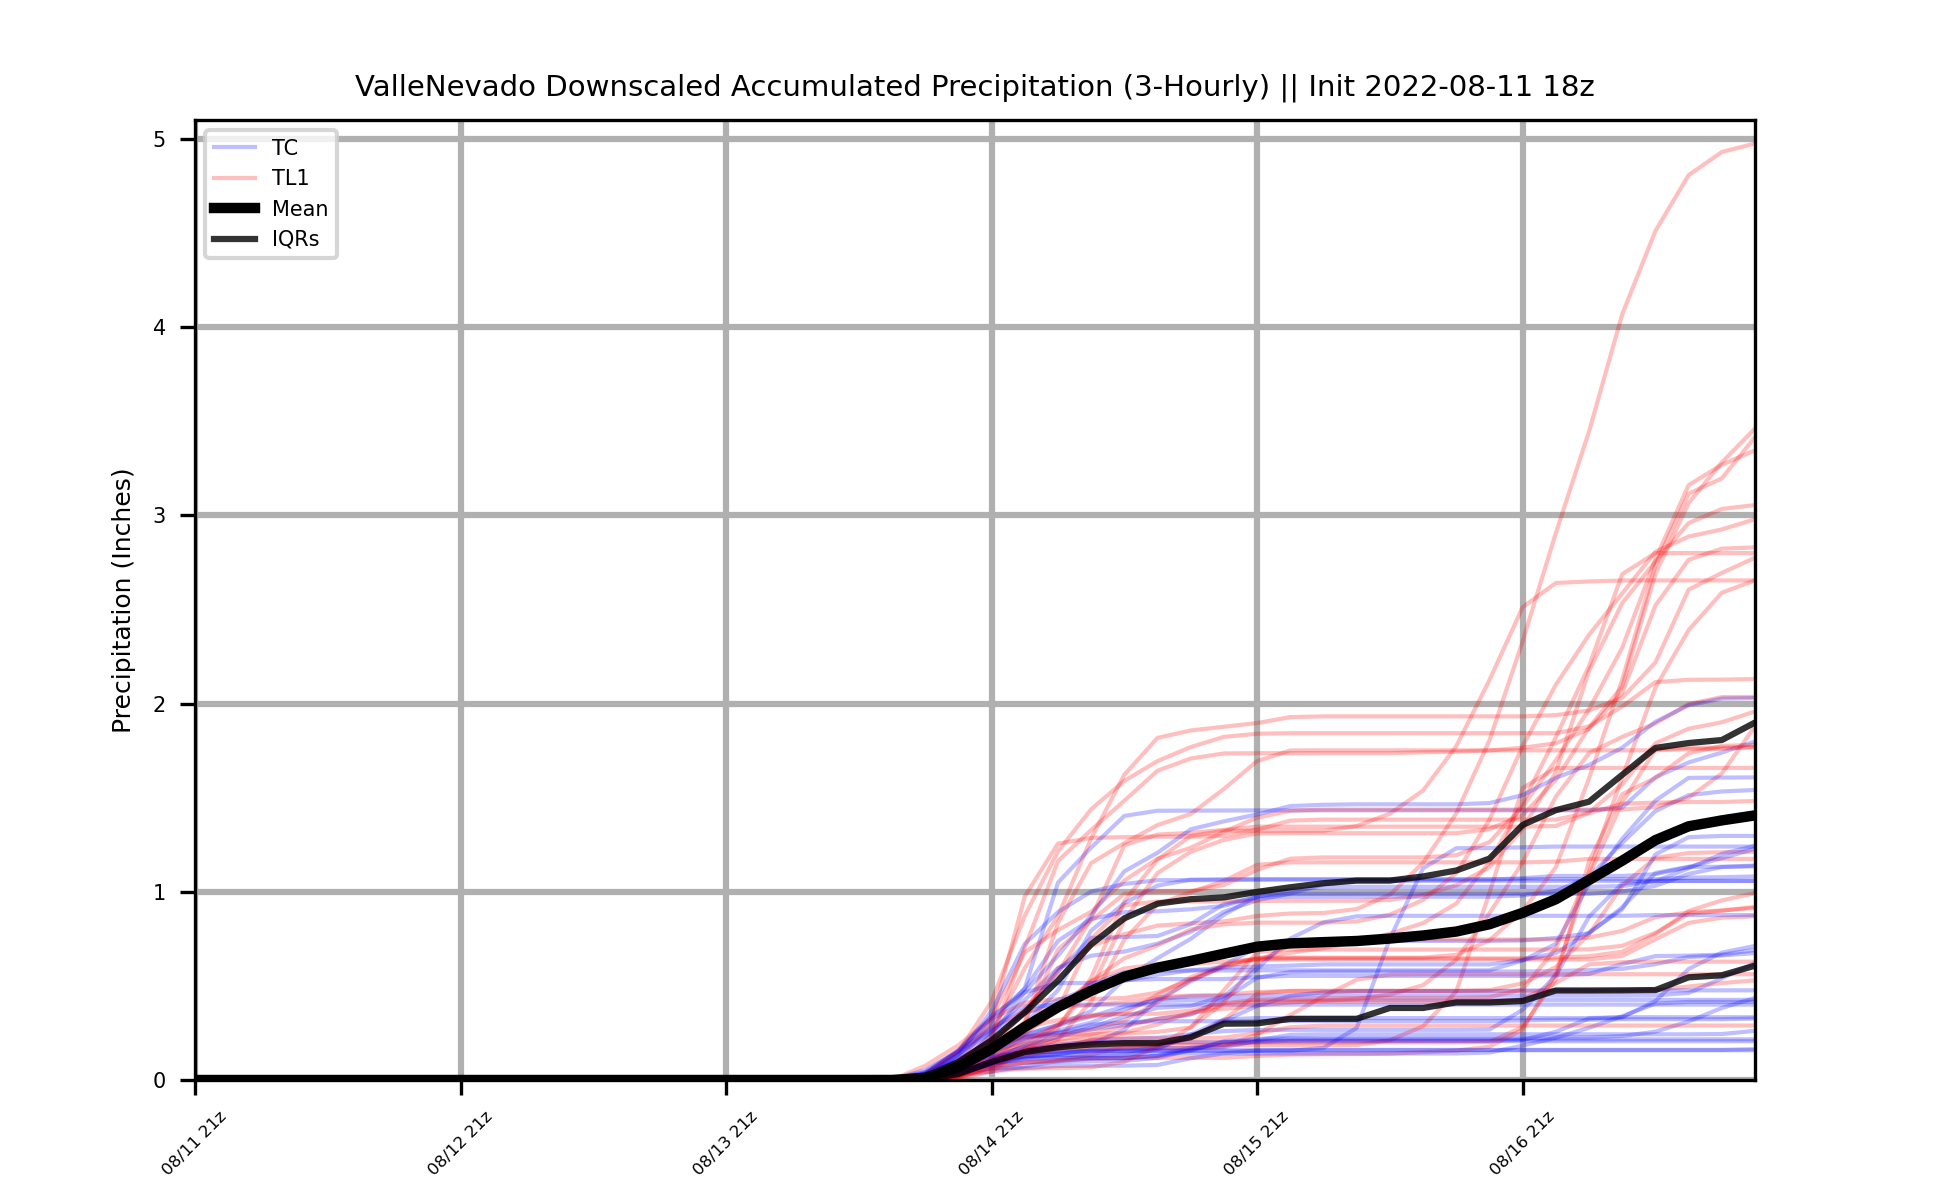 ValleNevado Downscaled Accumulated Precipitation (3-Hourly) || Init 2022-08-11 18z
TC
TL1
Mean
IQRs
Precipitation (Inches)
5
4
3
2
1
0
08/11 21z
08/12 21z
08/13 21z
08/14 21z
08/15 21z
08/16 21z